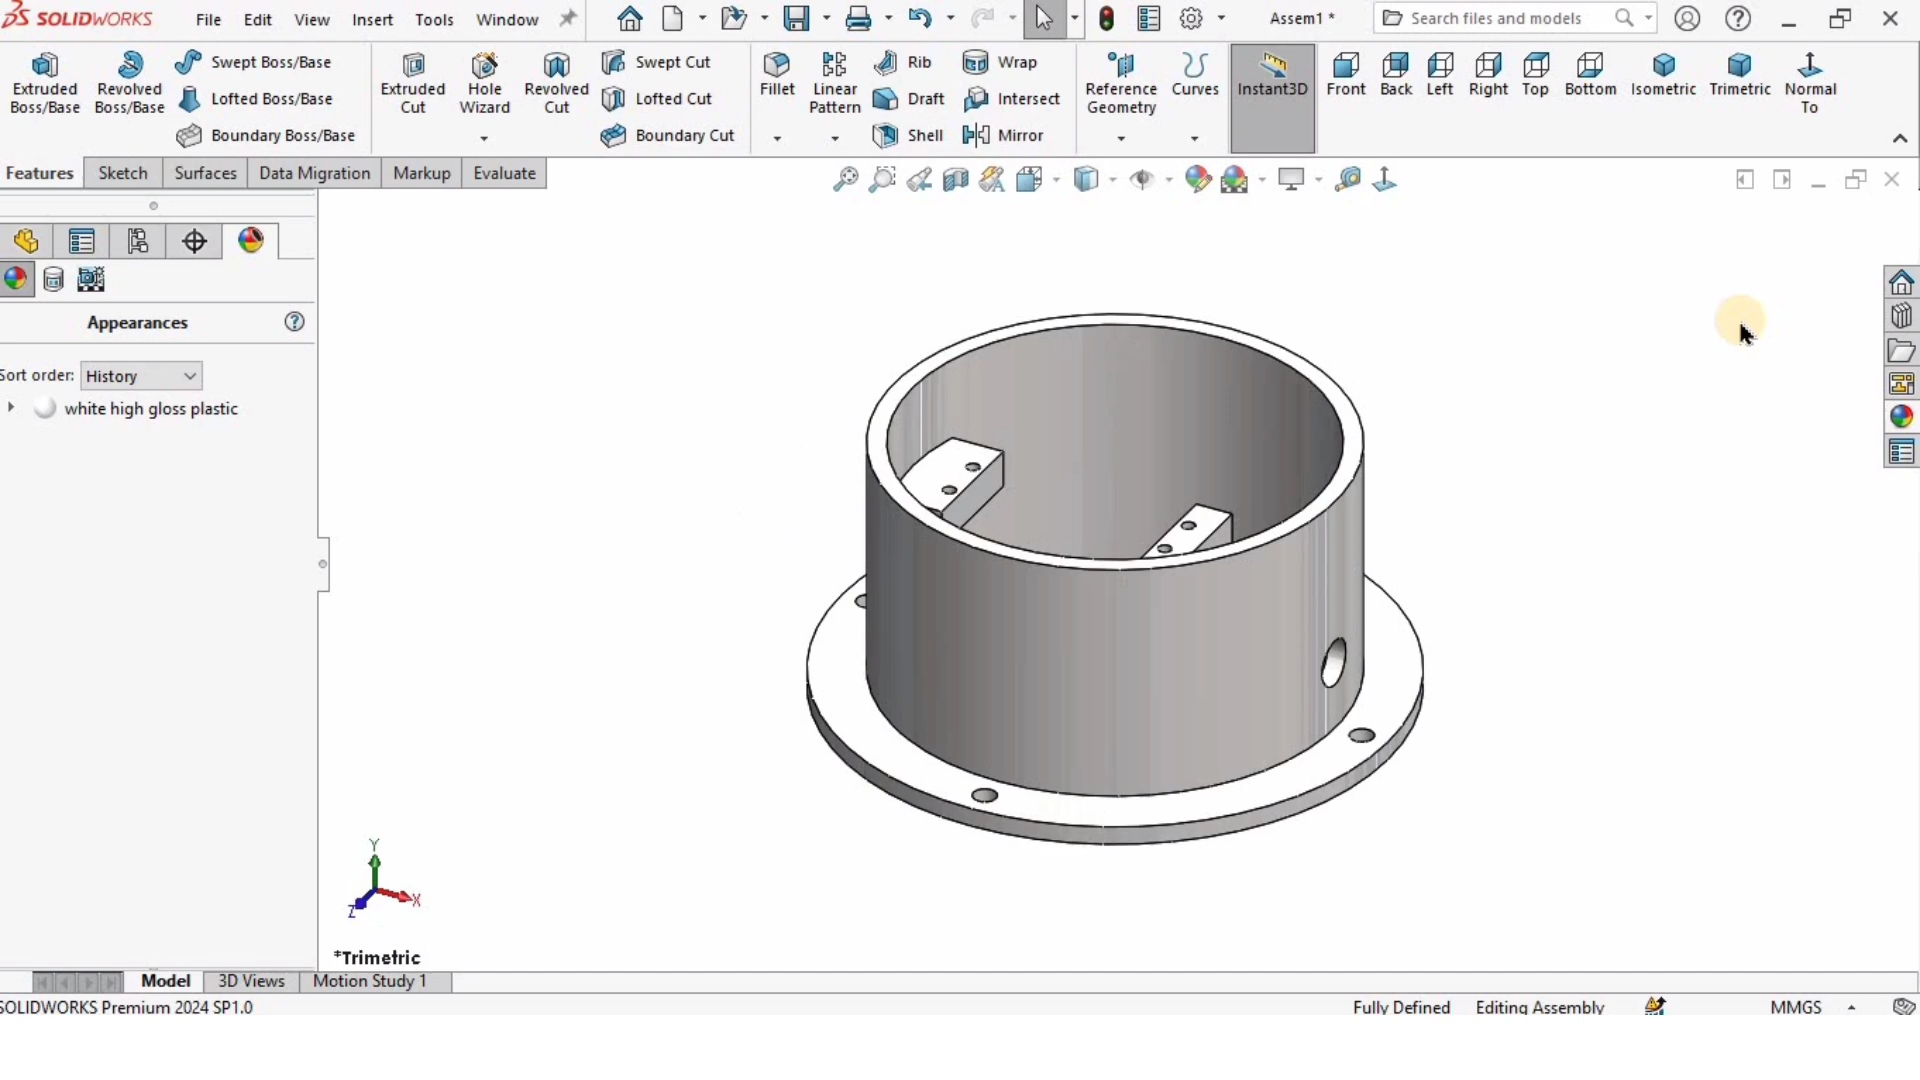 SOLIDWORKS File Edit View Insert Tools Window Assem1 * Search files and models
Extruded Boss/Base
Revolved Boss/Base
Swept Boss/Base
Lofted Boss/Base
Boundary Boss/Base
Extruded Cut
Hole Wizard
Revolved Cut
Swept Cut
Lofted Cut
Boundary Cut
Fillet
Linear Pattern
Rib
Draft
Shell
Wrap
Intersect
Mirror
Reference Geometry
Curves
Instant3D
Front
Back
Left
Right
Top
Bottom
Isometric
Trimetric
Normal To
Features Sketch Surfaces Data Migration Markup Evaluate
Appearances
Sort order: History
white high gloss plastic
Y
X
Z
*Trimetric
Model 3D Views Motion Study 1
SOLIDWORKS Premium 2024 SP1.0 Fully Defined Editing Assembly MMGS